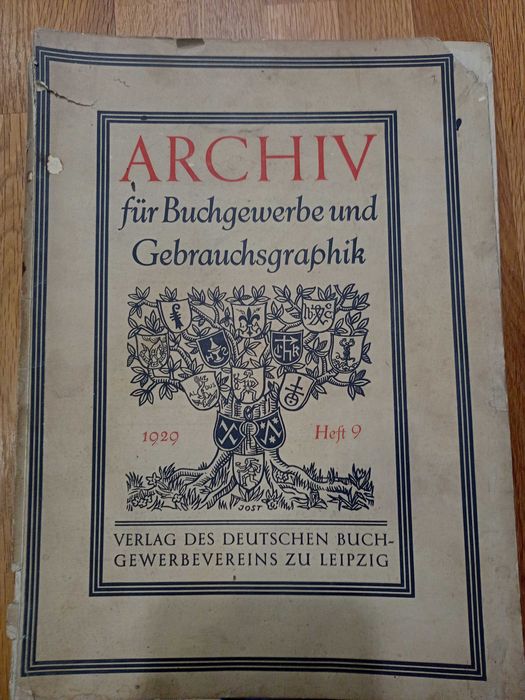 ARCHIV
für Buchgewerbe und
Gebrauchsgraphik
1929 Heft 9
JOST
VERLAG DES DEUTSCHEN BUCH-
GEWERBEVEREINS ZU LEIPZIG